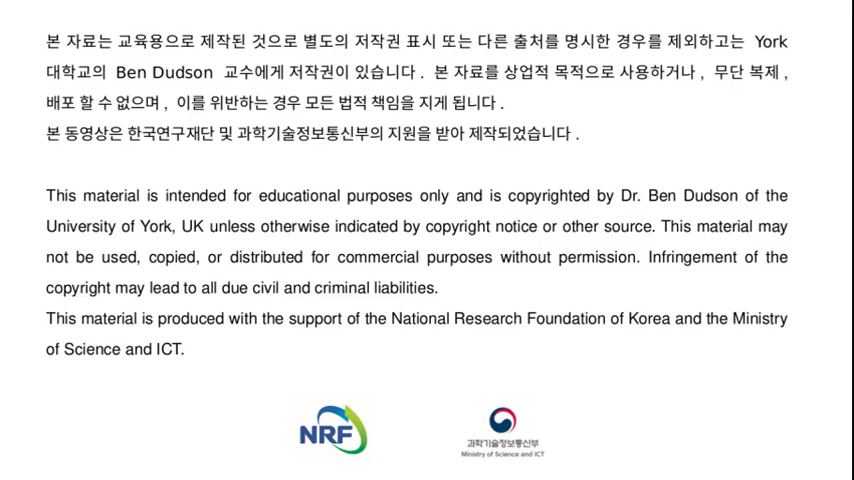 본 자료는 교육용으로 제작된 것으로 별도의 저작권 표시 또는 다른 출처를 명시한 경우를 제외하고는 York
대학교의 Ben Dudson 교수에게 저작권이 있습니다. 본 자료를 상업적 목적으로 사용하거나, 무단 복제,
배포 할 수 없으며, 이를 위반하는 경우 모든 법적 책임을 지게 됩니다.
본 동영상은 한국연구재단 및 과학기술정보통신부의 지원을 받아 제작되었습니다.
This material is intended for educational purposes only and is copyrighted by Dr. Ben Dudson of the
University of York, UK unless otherwise indicated by copyright notice or other source. This material may
not be used, copied, or distributed for commercial purposes without permission. Infringement of the
copyright may lead to all due civil and criminal liabilities.
This material is produced with the support of the National Research Foundation of Korea and the Ministry
of Science and ICT.
NRF
과학기술정보통신부
Ministry of Science and ICT